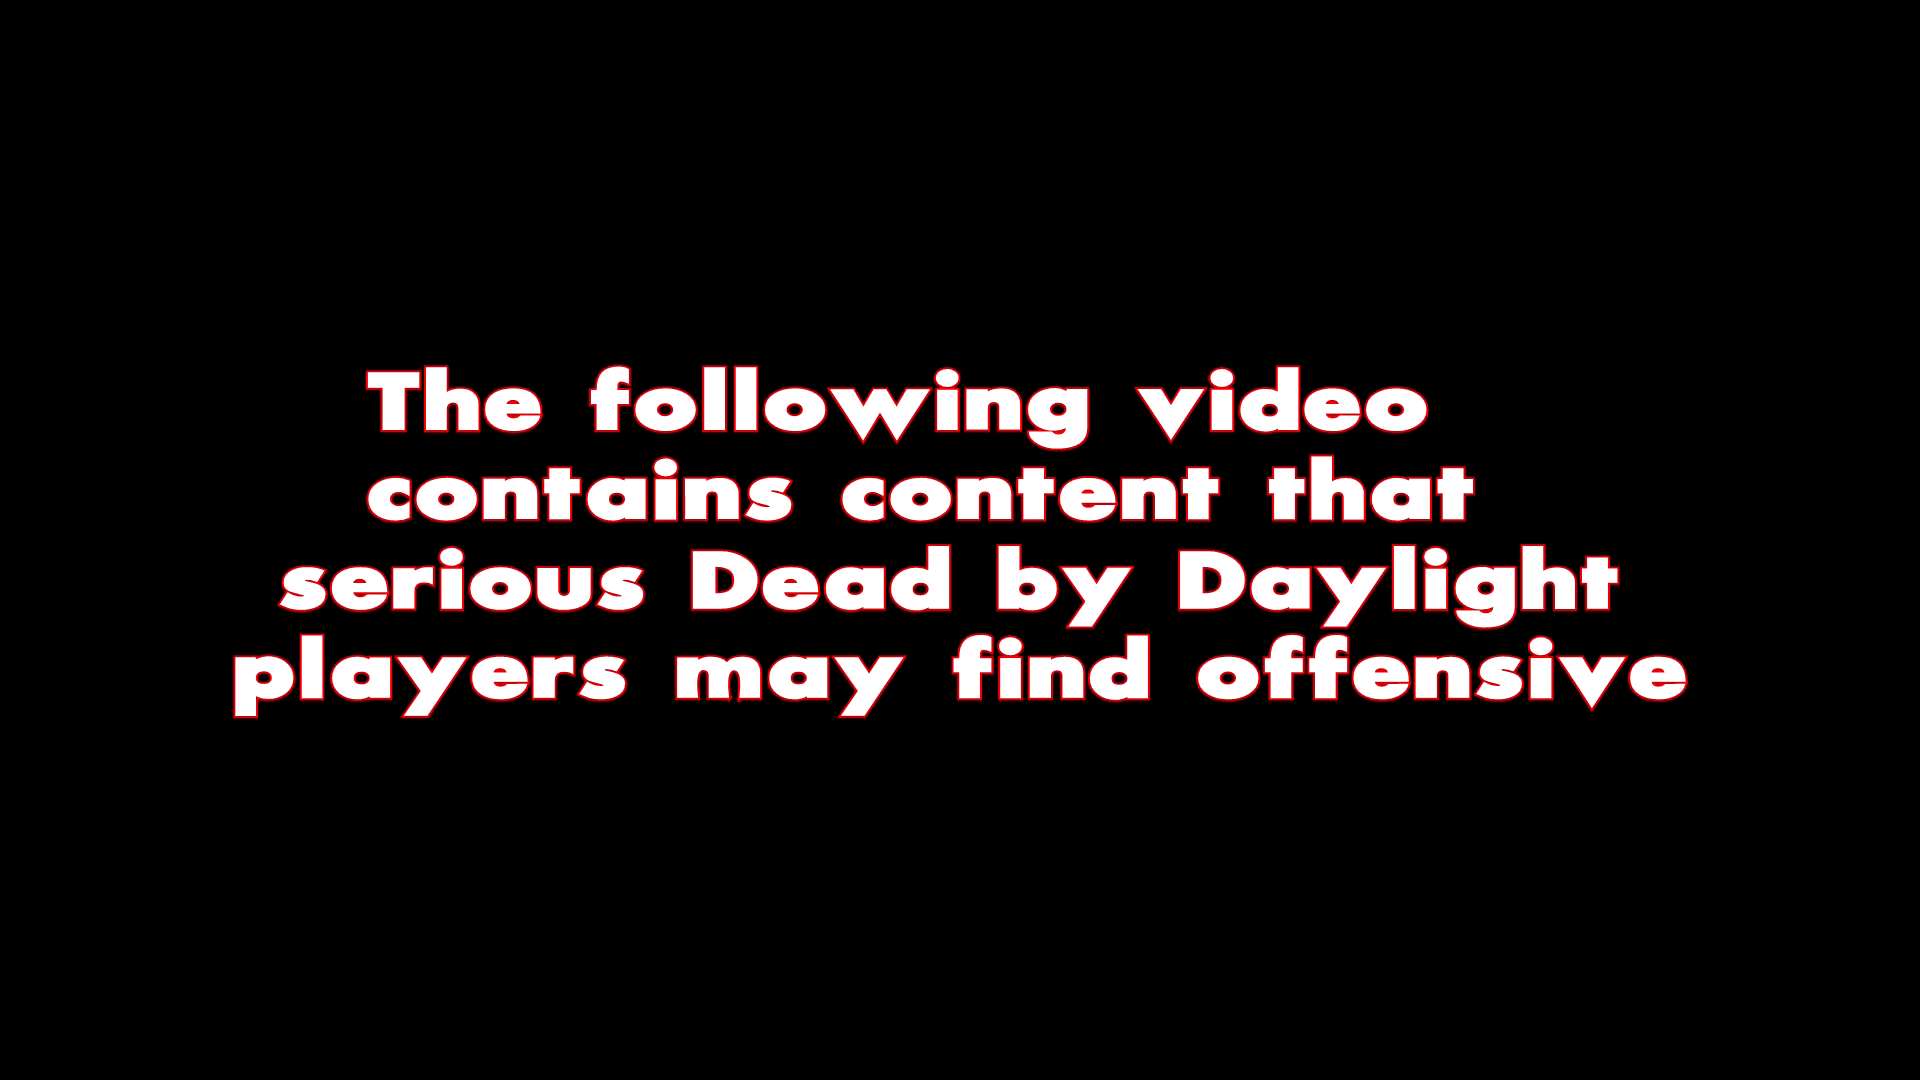 The following video
contains content that
serious Dead by Daylight
players may find offensive